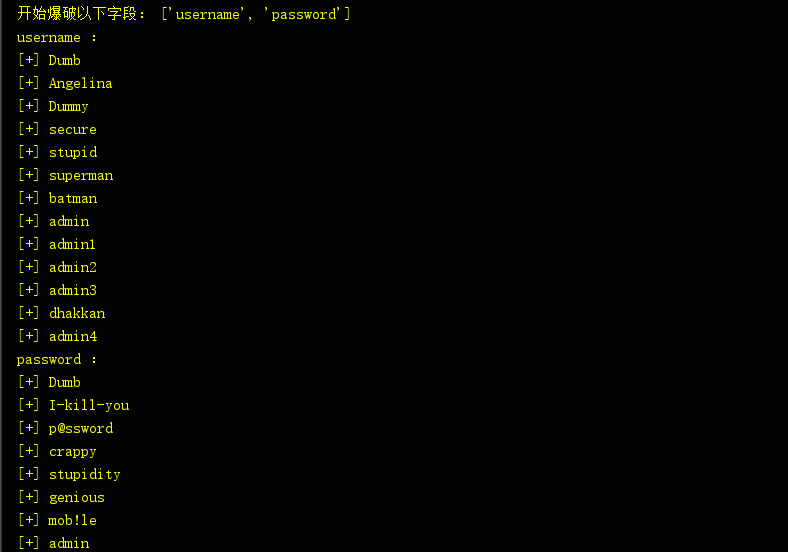 开始爆破以下字段： ['username', 'password']
username :
[+] Dumb
[+] Angelina
[+] Dummy
[+] secure
[+] stupid
[+] superman
[+] batman
[+] admin
[+] admin1
[+] admin2
[+] admin3
[+] dhakkan
[+] admin4
password :
[+] Dumb
[+] I-kill-you
[+] p@ssword
[+] crappy
[+] stupidity
[+] genious
[+] mob!le
[+] admin